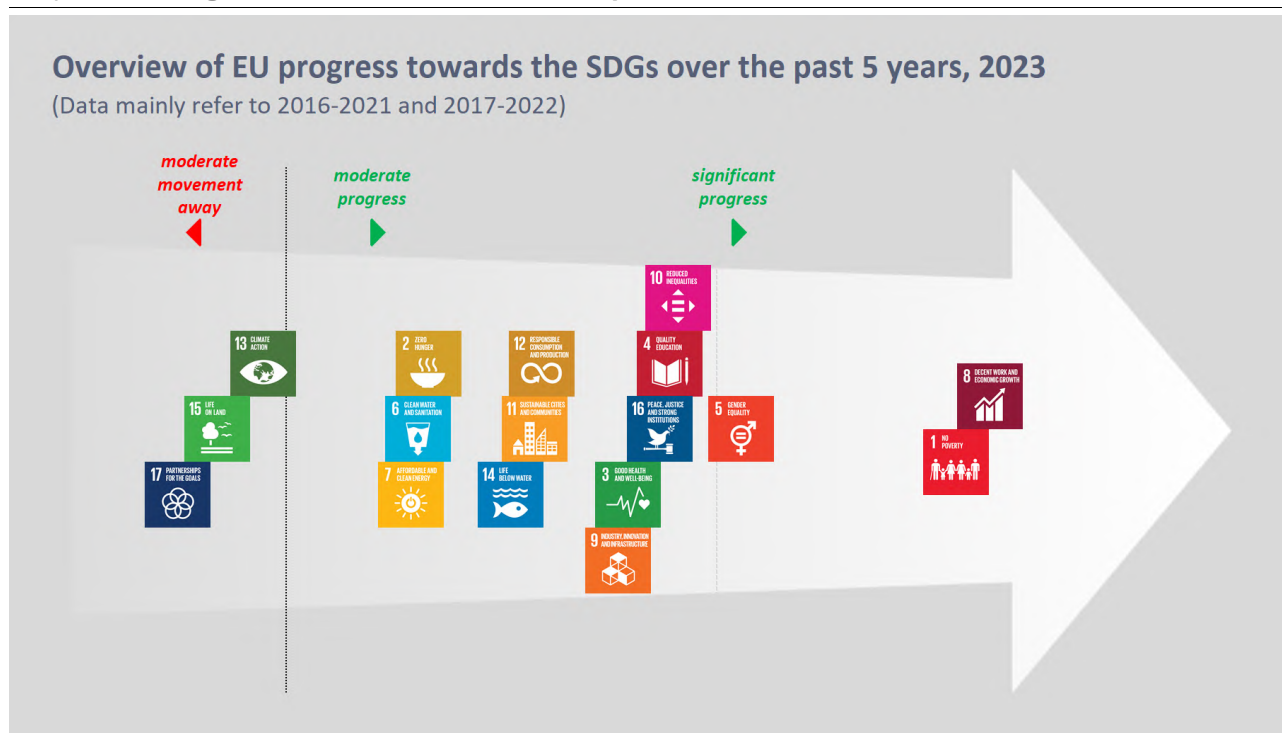 Overview of EU progress towards the SDGs over the past 5 years, 2023
(Data mainly refer to 2016-2021 and 2017-2022)
moderate
movement
away
moderate
progress
significant
progress
10 REDUCED
INEQUALITIES
13 CLIMATE
ACTION
2 ZERO
HUNGER
12 RESPONSIBLE
CONSUMPTION
AND PRODUCTION
4 QUALITY
EDUCATION
8 DECENT WORK AND
ECONOMIC GROWTH
15 LIFE
ON LAND
6 CLEAN WATER
AND SANITATION
11 SUSTAINABLE CITIES
AND COMMUNITIES
16 PEACE, JUSTICE
AND STRONG
INSTITUTIONS
5 GENDER
EQUALITY
1 NO
POVERTY
17 PARTNERSHIPS
FOR THE GOALS
7 AFFORDABLE AND
CLEAN ENERGY
14 LIFE
BELOW WATER
3 GOOD HEALTH
AND WELL-BEING
9 INDUSTRY, INNOVATION
AND INFRASTRUCTURE